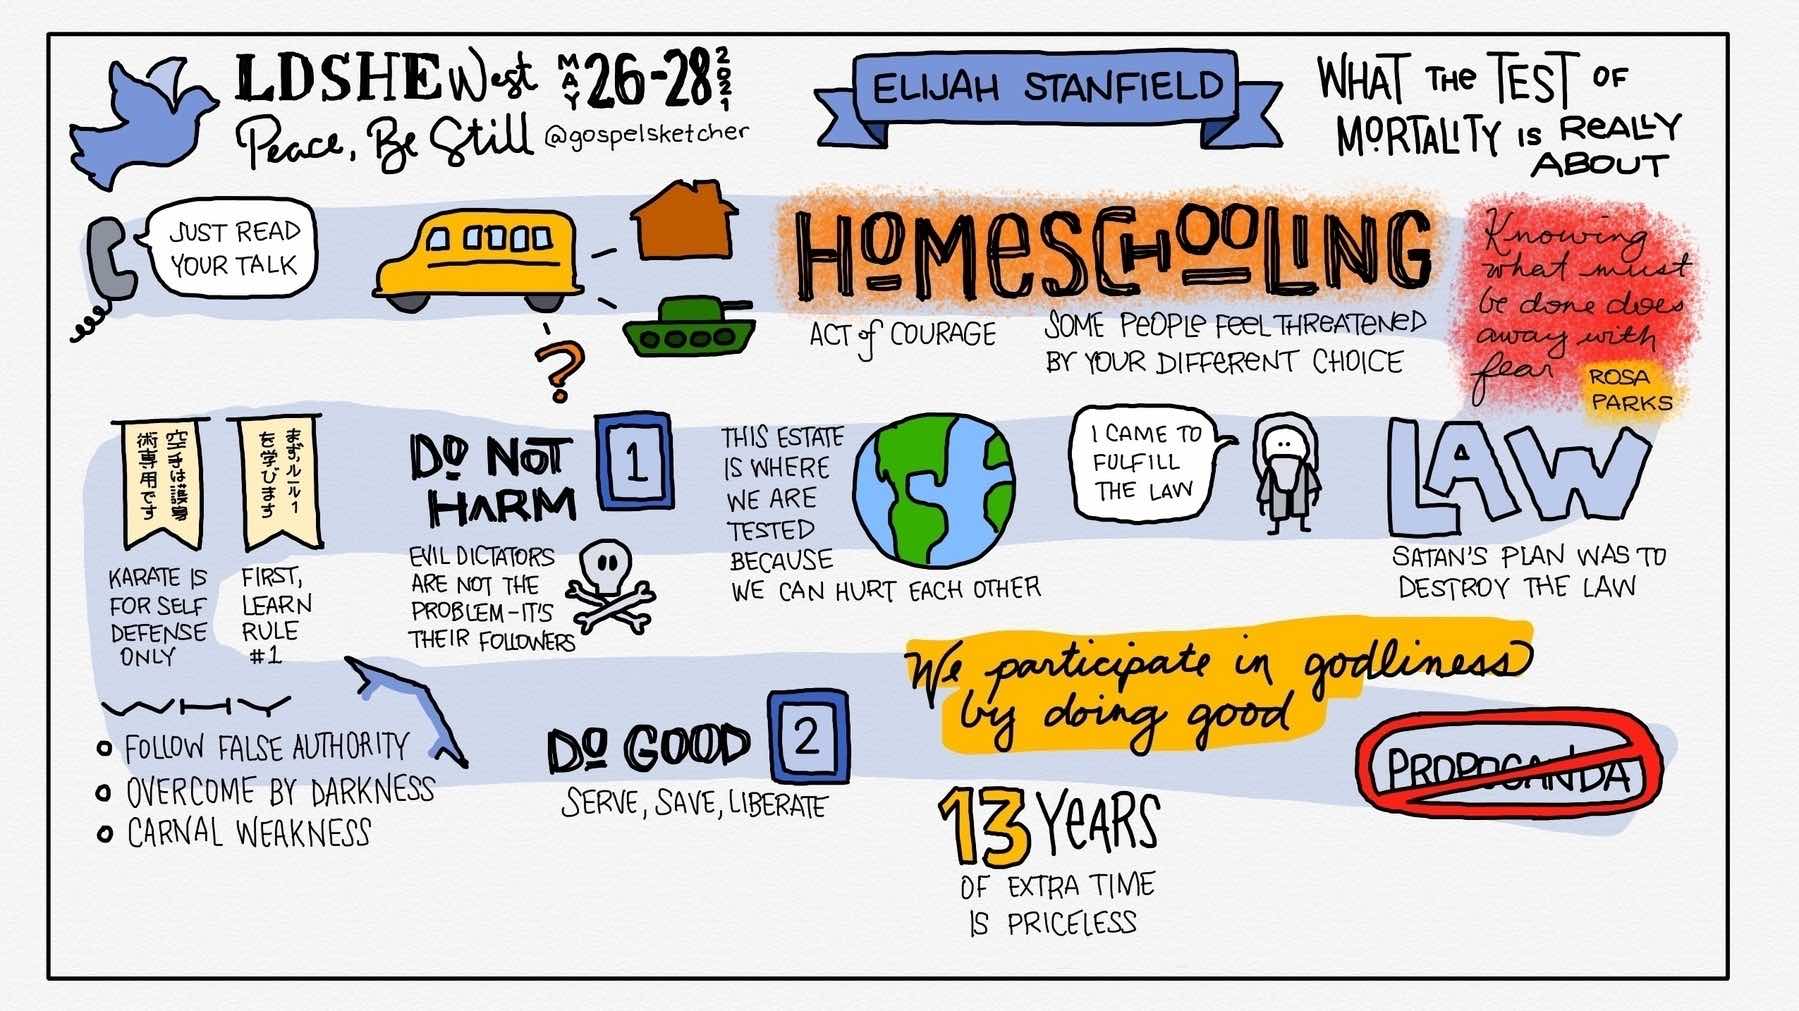 LDSHE West MAY 26-28 2021
Peace, Be Still @gospelsketcher
ELIJAH STANFIELD
WHAT THE TEST OF
MORTALITY IS REALLY
ABOUT
JUST READ
YOUR TALK
?
HOMESCHOOLING
ACT of COURAGE
SOME PEOPLE FEEL THREATENED
BY YOUR DIFFERENT CHOICE
Knowing
what must
be done does
away with
fear
ROSA
PARKS
空手は護身
術専用です
まず、ルール1
を学びます
KARATE IS
FOR SELF
DEFENSE
ONLY
FIRST,
LEARN
RULE
#1
DO NOT
HARM
1
EVIL DICTATORS
ARE NOT THE
PROBLEM-IT'S
THEIR FOLLOWERS
THIS ESTATE
IS WHERE
WE ARE
TESTED
BECAUSE
WE CAN HURT EACH OTHER
I CAME TO
FULFILL
THE LAW
LAW
SATAN'S PLAN WAS TO
DESTROY THE LAW
WHY
FOLLOW FALSE AUTHORITY
OVERCOME BY DARKNESS
CARNAL WEAKNESS
DO GOOD
2
SERVE, SAVE, LIBERATE
We participate in godliness
by doing good
13 YEARS
OF EXTRA TIME
IS PRICELESS
PROPOGANDA